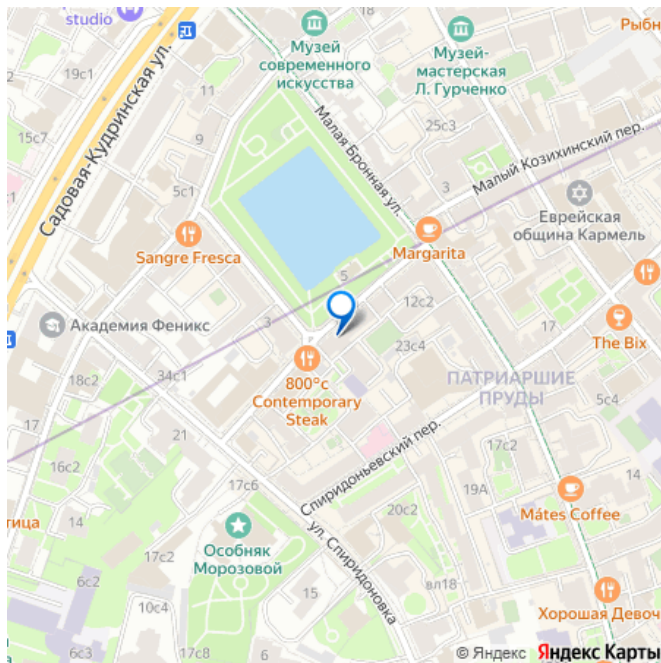 studio
Музей
современного
искусства
Музей-
мастерская
Л. Гурченко
Рыбн
19с1
11
9
15с7
Садовая-Кудринская ул.
5с1
Малая Бронная ул.
25с3
3
Малый Козихинский пер.
Еврейская
община Кармель
Sangre Fresca
Margarita
5
12с2
Академия Феникс
3
17
The Bix
23с4
18с2
34с1
800°c
Contemporary
Steak
ПАТРИАРШИЕ
ПРУДЫ
5с4
17
21
Спиридоньевский пер.
17с2
16с2
17с6
19А
14
тица
14
20с2
Mátes Coffee
Особняк
Морозовой
ул. Спиридоновка
17с2
6с2
вл18
15
10с4
6с2
6
Хорошая Девоч
5
© Яндекс Яндекс Карты